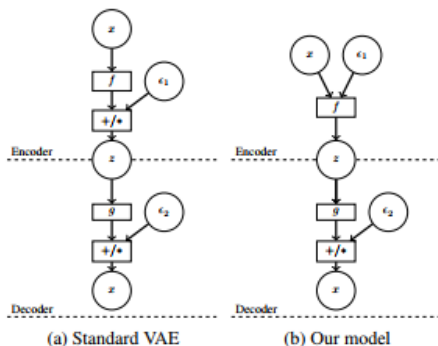 x
f
ϵ₁
+/*
Encoder
z
g
ϵ₂
+/*
x
Decoder
(a) Standard VAE
x
ϵ₁
f
Encoder
z
g
ϵ₂
+/*
x
Decoder
(b) Our model